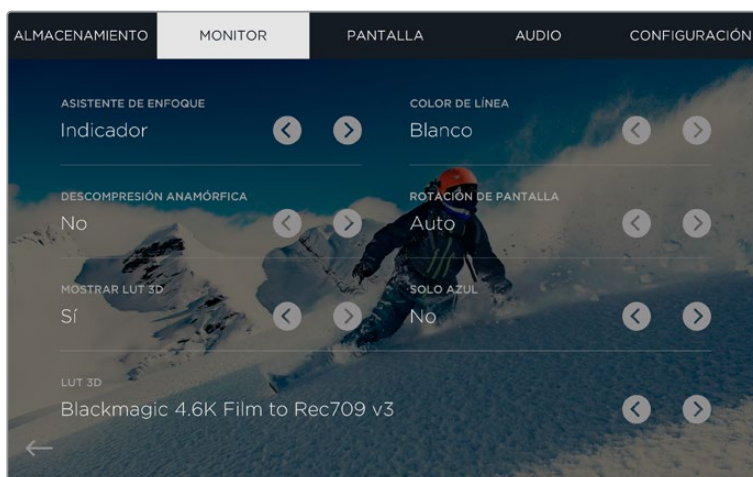 ALMACENAMIENTO MONITOR PANTALLA AUDIO CONFIGURACIÓN
ASISTENTE DE ENFOQUE COLOR DE LÍNEA
Indicador Blanco
DESCOMPRESIÓN ANAMÓRFICA ROTACIÓN DE PANTALLA
No Auto
MOSTRAR LUT 3D SOLO AZUL
Sí No
LUT 3D
Blackmagic 4.6K Film to Rec709 v3